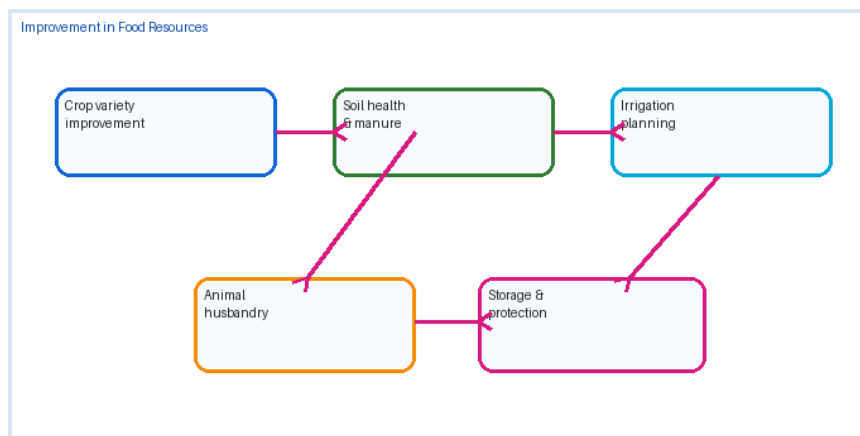 Improvement in Food Resources
Crop variety
improvement
Soil health
& manure
Irrigation
planning
Animal
husbandry
Storage &
protection